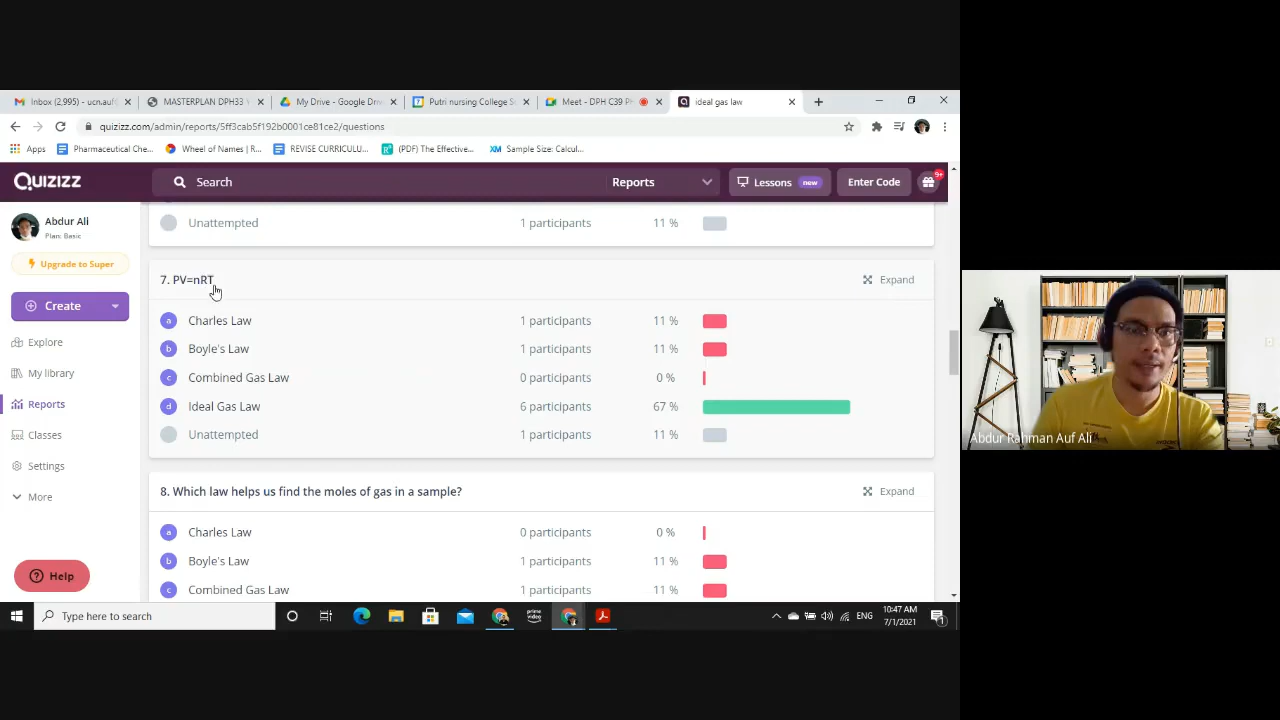 Inbox (2,995) - ucn.auf@
MASTERPLAN DPH33
My Drive - Google Dri
Putri nursing College S
Meet - DPH C39 P
ideal gas law
quizizz.com/admin/reports/5ff3cab5f192b0001ce81ce2/questions
Apps
Pharmaceutical Che...
Wheel of Names | R...
REVISE CURRICULU...
(PDF) The Effective...
XM Sample Size: Calcul...
QUIZIZZ
Search
Reports
Lessons new
Enter Code
9+
Abdur Ali
Plan: Basic
Upgrade to Super
Create
Explore
My library
Reports
Classes
Settings
More
Help
Unattempted 1 participants 11 %
7. PV=nRT Expand
a Charles Law 1 participants 11 %
b Boyle's Law 1 participants 11 %
c Combined Gas Law 0 participants 0 %
d Ideal Gas Law 6 participants 67 %
Unattempted 1 participants 11 %
8. Which law helps us find the moles of gas in a sample? Expand
a Charles Law 0 participants 0 %
b Boyle's Law 1 participants 11 %
c Combined Gas Law 1 participants 11 %
Abdur Rahman Auf Ali
Type here to search
prime video
ENG
10:47 AM
7/1/2021
1